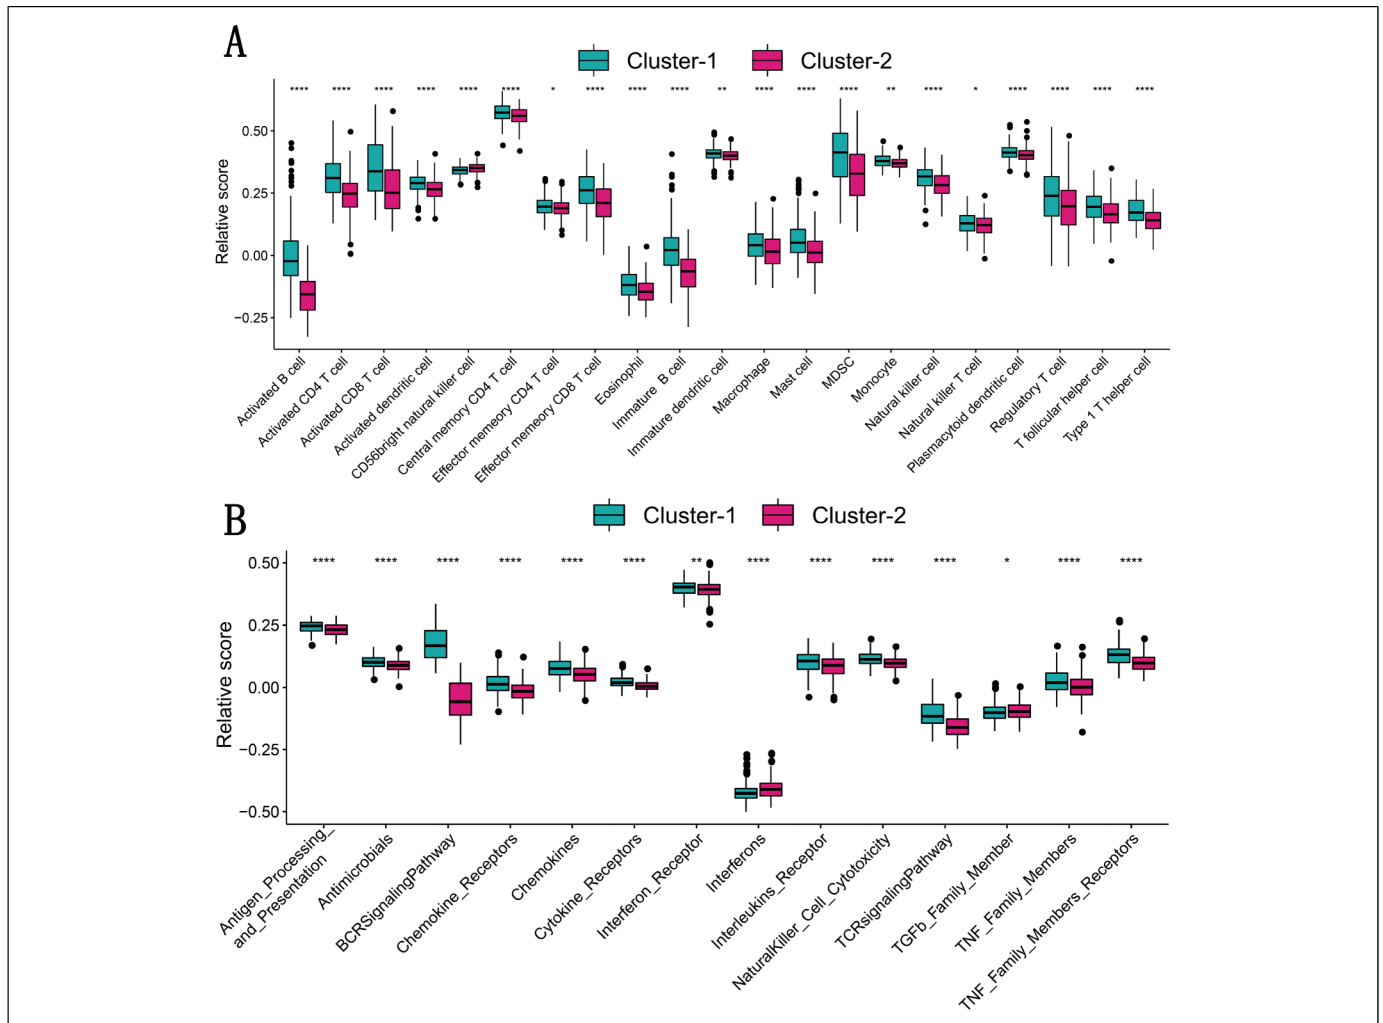 A
Cluster-1 Cluster-2
**** **** **** **** **** **** * **** **** **** ** **** **** **** ** **** * **** **** **** ****
Relative score
0.50
0.25
0.00
−0.25
Activated B cell
Activated CD4 T cell
Activated CD8 T cell
Activated dendritic cell
CD56bright natural killer cell
Central memory CD4 T cell
Effector memeory CD4 T cell
Effector memeory CD8 T cell
Eosinophil
Immature B cell
Immature dendritic cell
Macrophage
Mast cell
MDSC
Monocyte
Natural killer cell
Natural killer T cell
Plasmacytoid dendritic cell
Regulatory T cell
T follicular helper cell
Type 1 T helper cell
B
Cluster-1 Cluster-2
**** **** **** **** **** **** ** **** **** **** **** * **** ****
Relative score
0.50
0.25
0.00
−0.25
−0.50
Antigen_Processing_
and_Presentation
Antimicrobials
BCRSignalingPathway
Chemokine_Receptors
Chemokines
Cytokine_Receptors
Interferon_Receptor
Interferons
Interleukins_Receptor
NaturalKiller_Cell_Cytotoxicity
TCRsignalingPathway
TGFb_Family_Member
TNF_Family_Members
TNF_Family_Members_Receptors